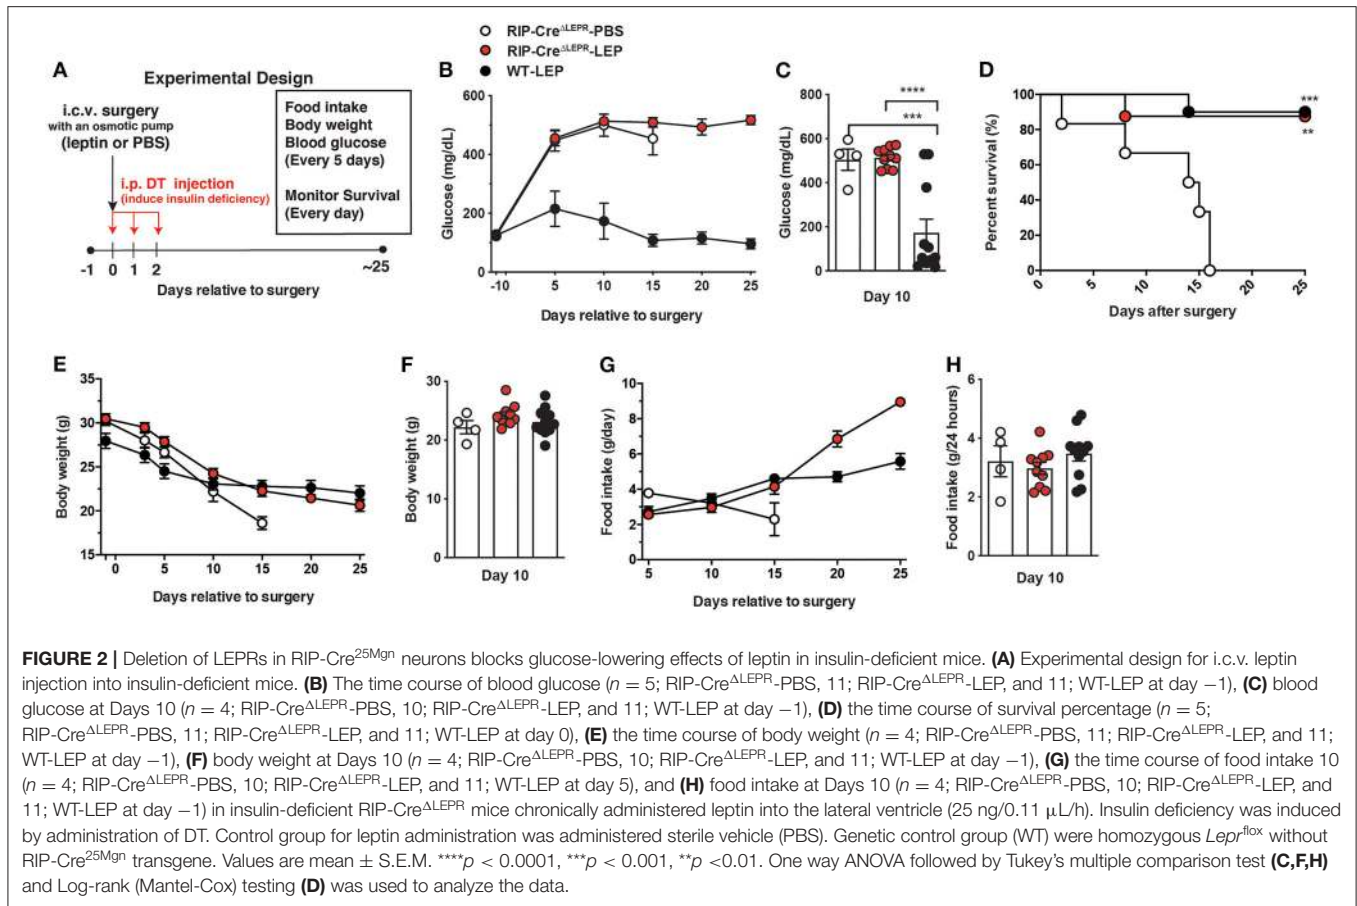 RIP-Cre^ΔLEPR-PBS
RIP-Cre^ΔLEPR-LEP
WT-LEP
A
Experimental Design
i.c.v. surgery
with an osmotic pump
(leptin or PBS)
i.p. DT injection
(induce insulin deficiency)
Food intake
Body weight
Blood glucose
(Every 5 days)
Monitor Survival
(Every day)
-1 0 1 2 ~25
Days relative to surgery
B
600
400
200
0
Glucose (mg/dL)
-10 5 10 15 20 25
Days relative to surgery
C
****
***
800
600
400
200
0
Glucose (mg/dL)
Day 10
D
100
80
60
40
20
0
Percent survival (%)
***
**
0 5 10 15 20 25
Days after surgery
E
35
30
25
20
15
Body weight (g)
0 5 10 15 20 25
Days relative to surgery
F
30
20
10
0
Body weight (g)
Day 10
G
10
8
6
4
2
0
Food intake (g/day)
5 10 15 20 25
Days relative to surgery
H
6
4
2
0
Food intake (g/24 hours)
Day 10
FIGURE 2 | Deletion of LEPRs in RIP-Cre^25Mgn neurons blocks glucose-lowering effects of leptin in insulin-deficient mice. (A) Experimental design for i.c.v. leptin
injection into insulin-deficient mice. (B) The time course of blood glucose (n = 5; RIP-Cre^ΔLEPR-PBS, 11; RIP-Cre^ΔLEPR-LEP, and 11; WT-LEP at day −1), (C) blood
glucose at Days 10 (n = 4; RIP-Cre^ΔLEPR-PBS, 10; RIP-Cre^ΔLEPR-LEP, and 11; WT-LEP at day −1), (D) the time course of survival percentage (n = 5;
RIP-Cre^ΔLEPR-PBS, 11; RIP-Cre^ΔLEPR-LEP, and 11; WT-LEP at day 0), (E) the time course of body weight (n = 4; RIP-Cre^ΔLEPR-PBS, 11; RIP-Cre^ΔLEPR-LEP, and 11;
WT-LEP at day −1), (F) body weight at Days 10 (n = 4; RIP-Cre^ΔLEPR-PBS, 10; RIP-Cre^ΔLEPR-LEP, and 11; WT-LEP at day −1), (G) the time course of food intake 10
(n = 4; RIP-Cre^ΔLEPR-PBS, 10; RIP-Cre^ΔLEPR-LEP, and 11; WT-LEP at day 5), and (H) food intake at Days 10 (n = 4; RIP-Cre^ΔLEPR-PBS, 10; RIP-Cre^ΔLEPR-LEP, and
11; WT-LEP at day −1) in insulin-deficient RIP-Cre^ΔLEPR mice chronically administered leptin into the lateral ventricle (25 ng/0.11 μL/h). Insulin deficiency was induced
by administration of DT. Control group for leptin administration was administered sterile vehicle (PBS). Genetic control group (WT) were homozygous Lepr^flox without
RIP-Cre^25Mgn transgene. Values are mean ± S.E.M. ****p < 0.0001, ***p < 0.001, **p <0.01. One way ANOVA followed by Tukey's multiple comparison test (C,F,H)
and Log-rank (Mantel-Cox) testing (D) was used to analyze the data.